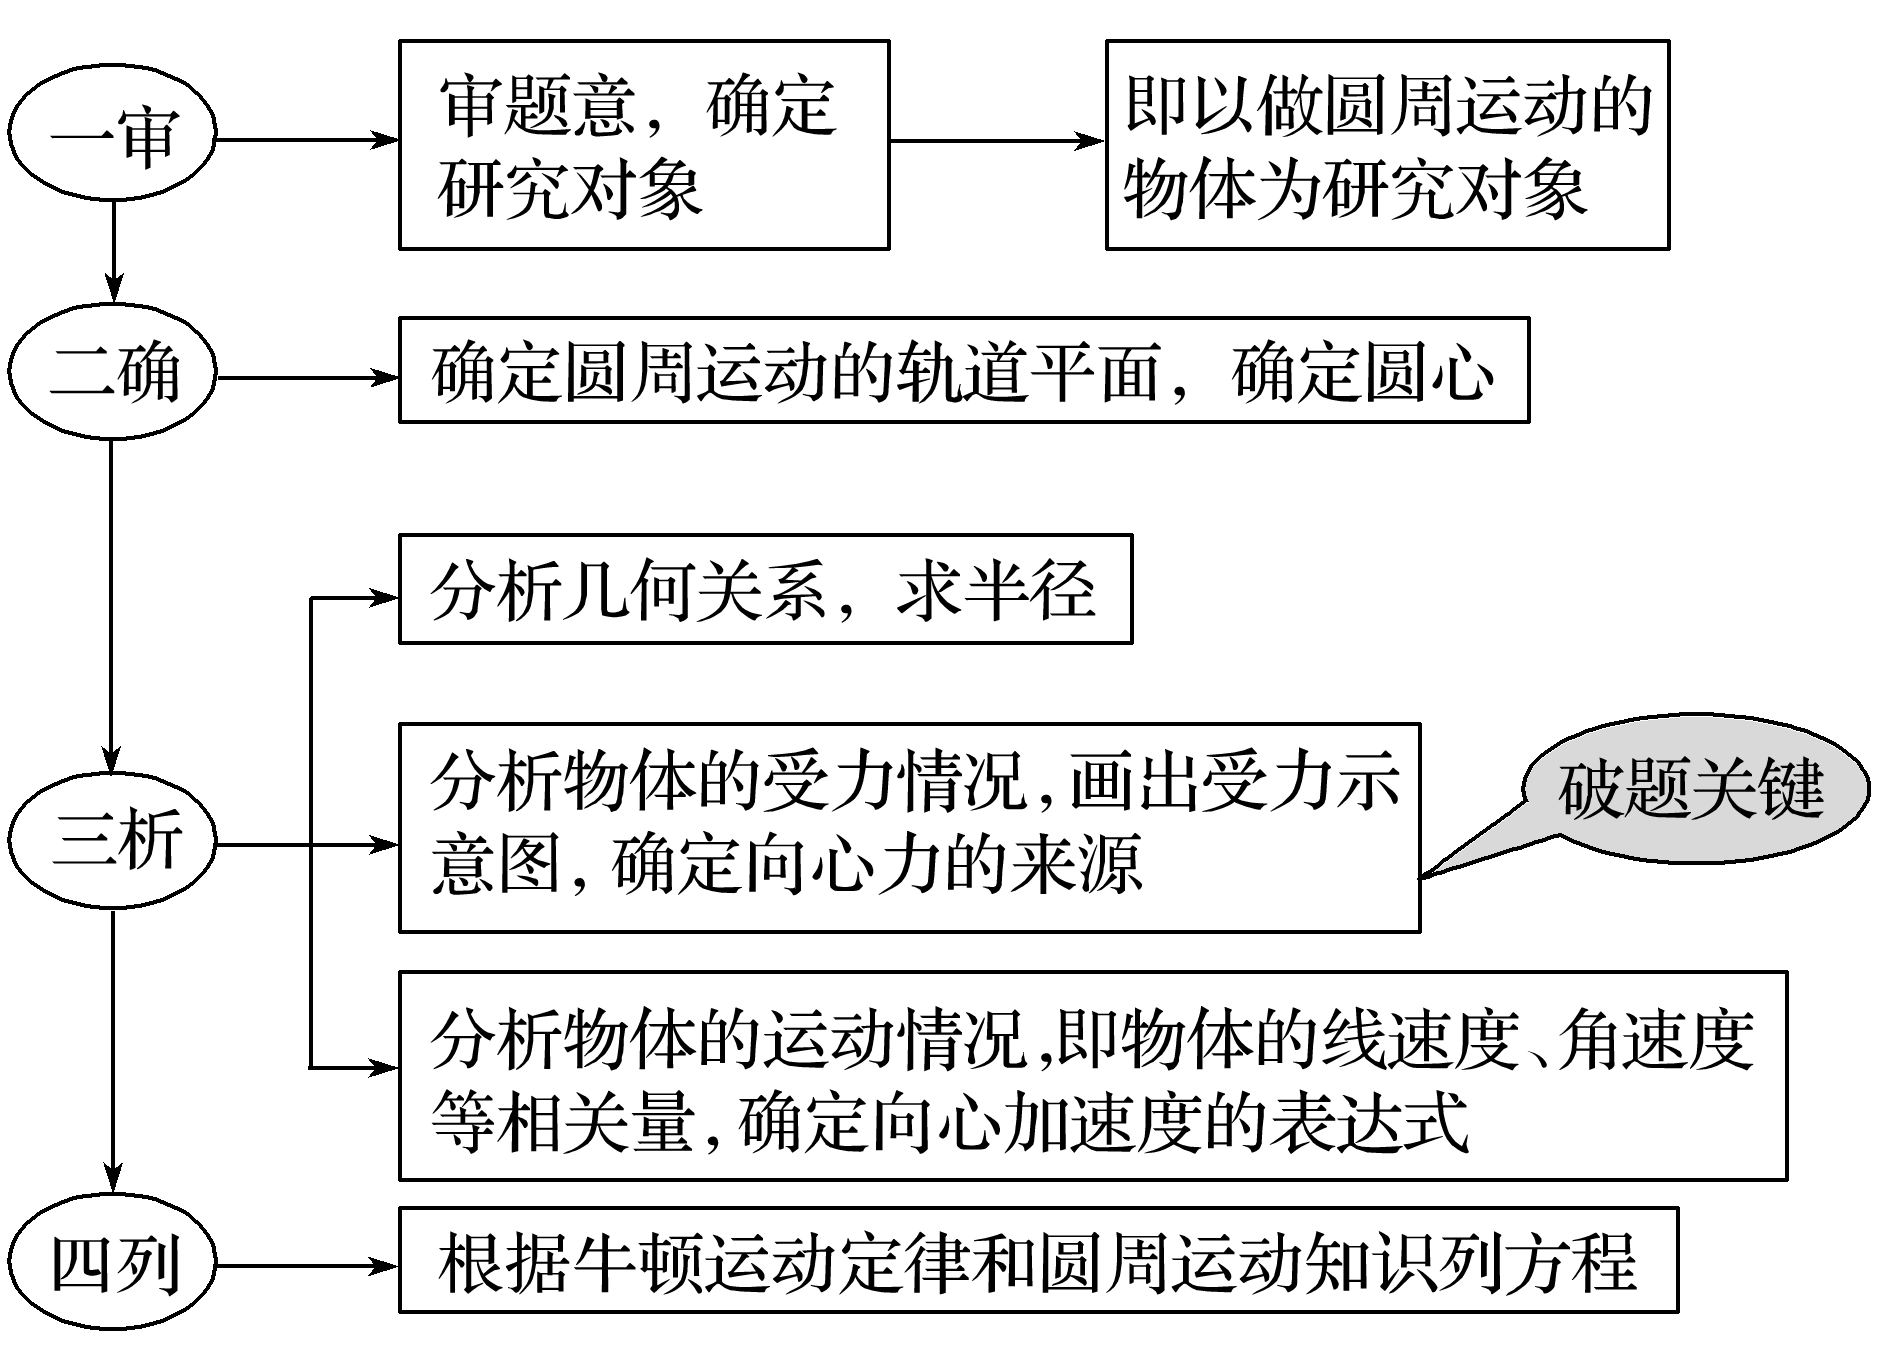 一审
审题意，确定
研究对象
即以做圆周运动的
物体为研究对象
二确
确定圆周运动的轨道平面，确定圆心
三析
分析几何关系，求半径
分析物体的受力情况,画出受力示
意图,确定向心力的来源
破题关键
分析物体的运动情况,即物体的线速度、角速度
等相关量,确定向心加速度的表达式
四列
根据牛顿运动定律和圆周运动知识列方程